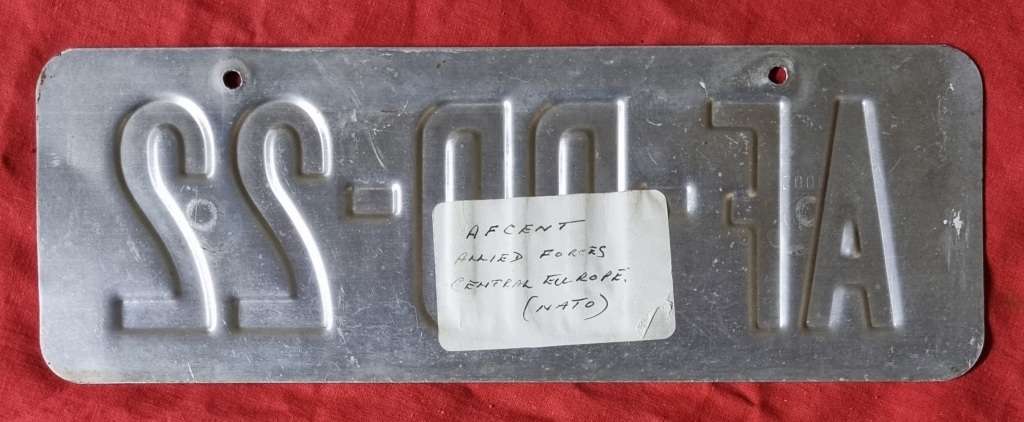 AF-DD-22
AFCENT
ALLIED FORCES
CENTRAL EUROPE.
(NATO)